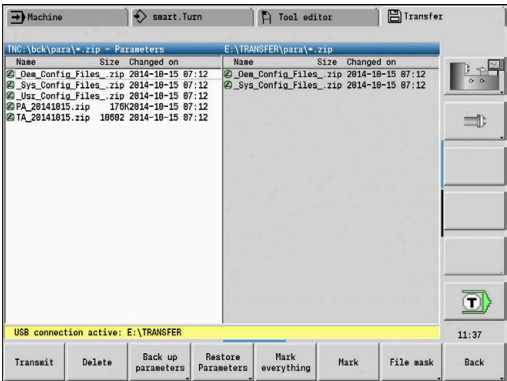 Machine
smart.Turn
Tool editor
Transfer
TNC:\bck\para\*.zip - Parameters
Name Size Changed on
_Oem_Config_Files_.zip 2014-10-15 07:12
_Sys_Config_Files_.zip 2014-10-15 07:12
_Usr_Config_Files_.zip 2014-10-15 07:12
PA_20141015.zip 176K2014-10-15 07:12
TA_20141015.zip 10602 2014-10-15 07:12
E:\TRANSFER\para\*.zip
Name Size Changed on
_Oem_Config_Files_.zip 2014-10-15 07:12
_Sys_Config_Files_.zip 2014-10-15 07:12
T
USB connection active: E:\TRANSFER
11:37
Transmit
Delete
Back up
parameters
Restore
Parameters
Mark
everything
Mark
File mask
Back